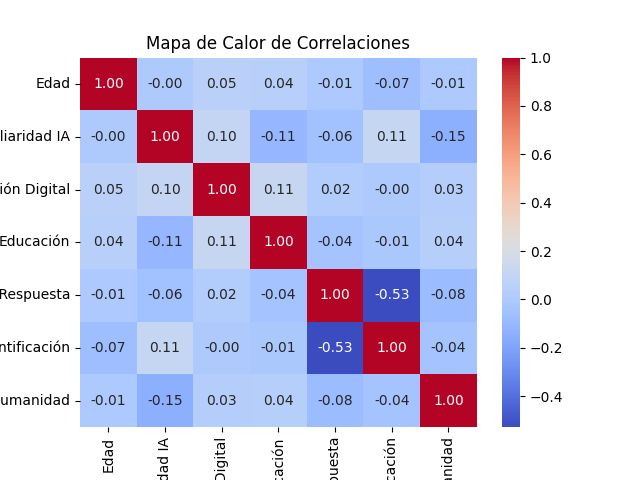 Mapa de Calor de Correlaciones
Edad 1.00 -0.00 0.05 0.04 -0.01 -0.07 -0.01
liaridad IA -0.00 1.00 0.10 -0.11 -0.06 0.11 -0.15
ón Digital 0.05 0.10 1.00 0.11 0.02 -0.00 0.03
Educación 0.04 -0.11 0.11 1.00 -0.04 -0.01 0.04
Respuesta -0.01 -0.06 0.02 -0.04 1.00 -0.53 -0.08
ntificación -0.07 0.11 -0.00 -0.01 -0.53 1.00 -0.04
umanidad -0.01 -0.15 0.03 0.04 -0.08 -0.04 1.00
Edad
dad IA
Digital
cación
puesta
cación
anidad
1.0
0.8
0.6
0.4
0.2
0.0
−0.2
−0.4